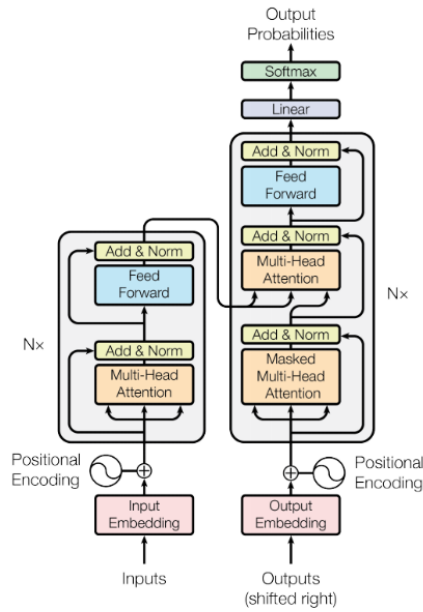 Output
Probabilities
Softmax
Linear
Add & Norm
Feed
Forward
Add & Norm
Multi-Head
Attention
Add & Norm
Masked
Multi-Head
Attention
N×
Positional
Encoding
Output
Embedding
Outputs
(shifted right)
Add & Norm
Feed
Forward
Add & Norm
Multi-Head
Attention
N×
Positional
Encoding
Input
Embedding
Inputs